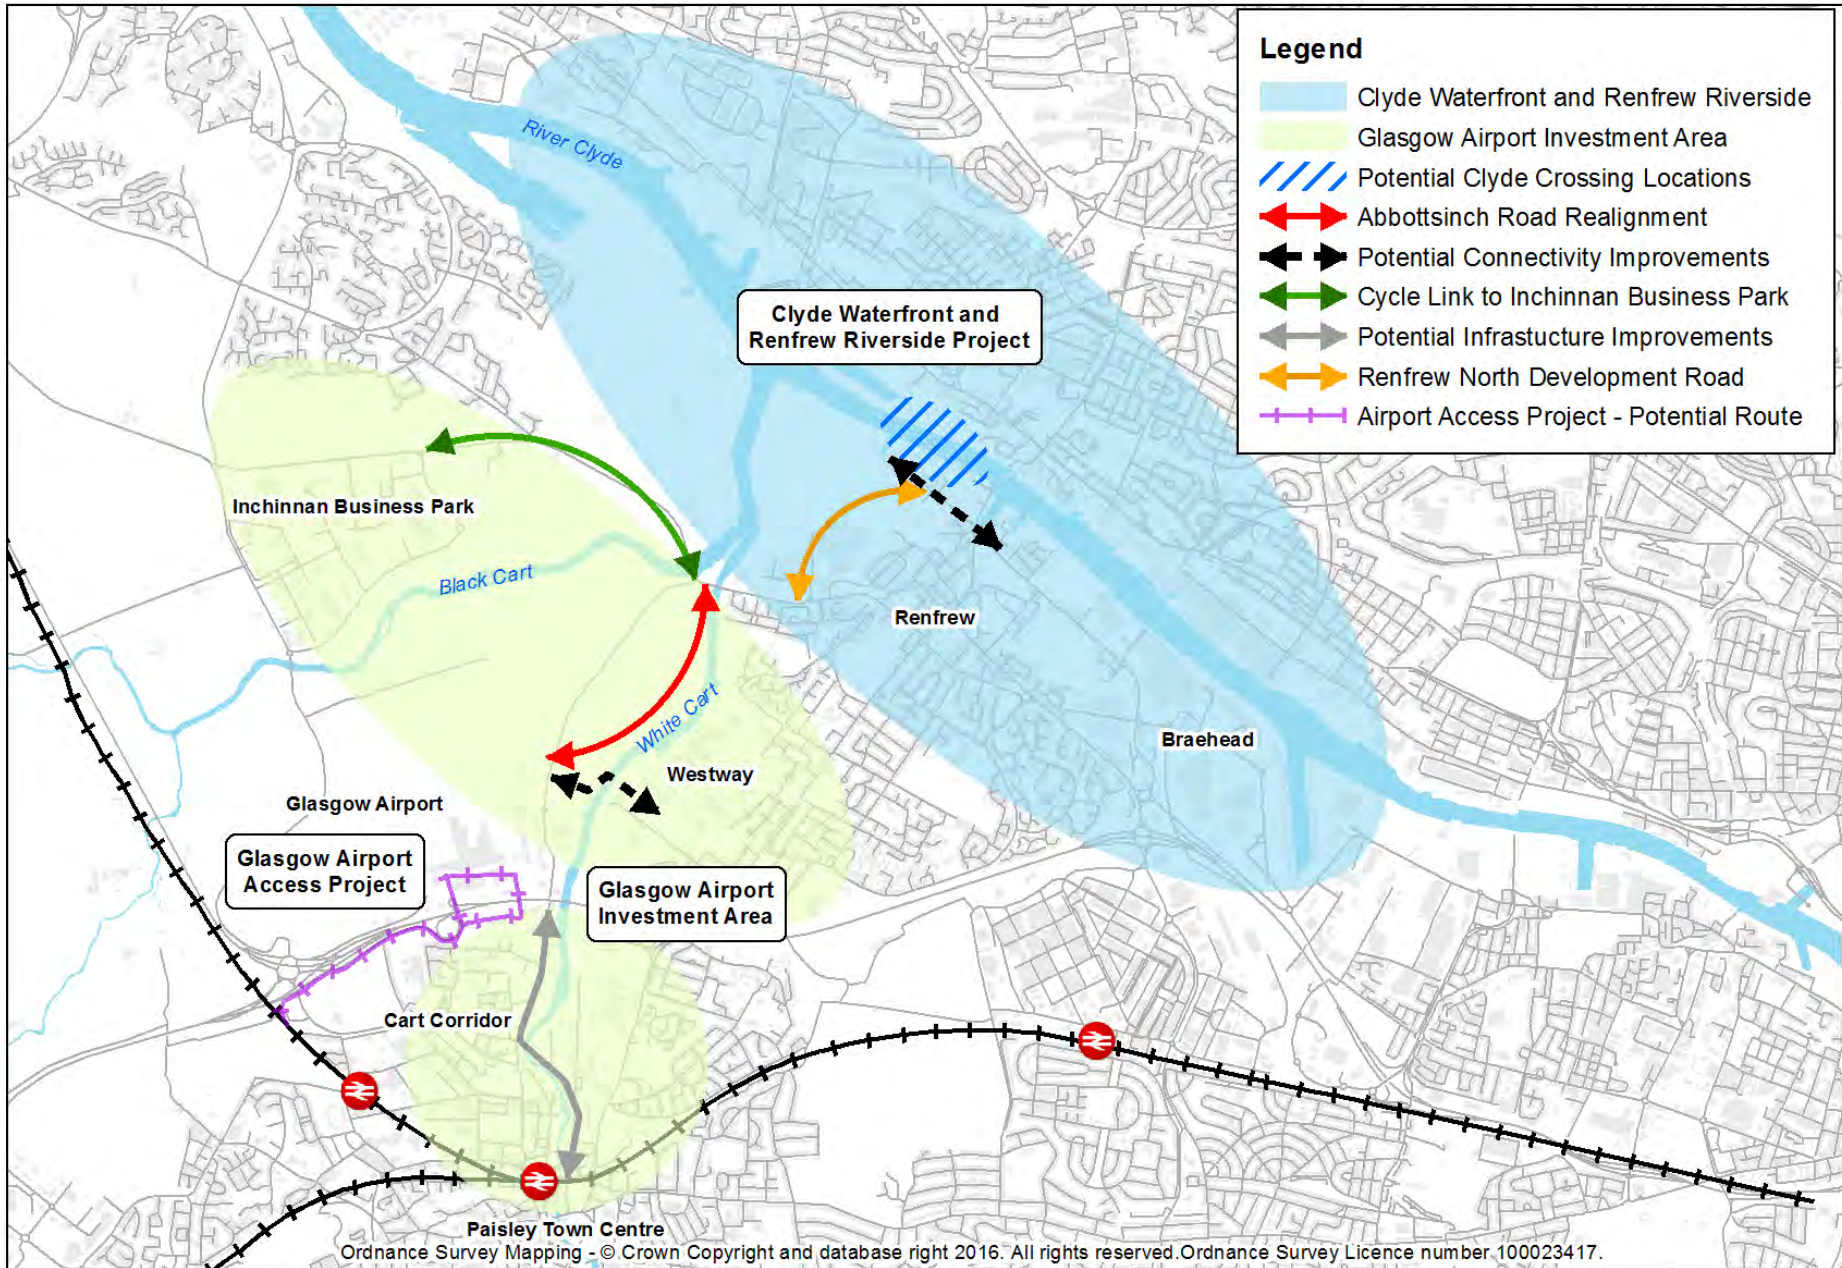 Legend
Clyde Waterfront and Renfrew Riverside
Glasgow Airport Investment Area
Potential Clyde Crossing Locations
Abbottsinch Road Realignment
Potential Connectivity Improvements
Cycle Link to Inchinnan Business Park
Potential Infrastucture Improvements
Renfrew North Development Road
Airport Access Project - Potential Route
River Clyde
Clyde Waterfront and
Renfrew Riverside Project
Inchinnan Business Park
Black Cart
Renfrew
White Cart
Braehead
Westway
Glasgow Airport
Glasgow Airport
Access Project
Glasgow Airport
Investment Area
Cart Corridor
Paisley Town Centre
Ordnance Survey Mapping - © Crown Copyright and database right 2016. All rights reserved.Ordnance Survey Licence number 100023417.